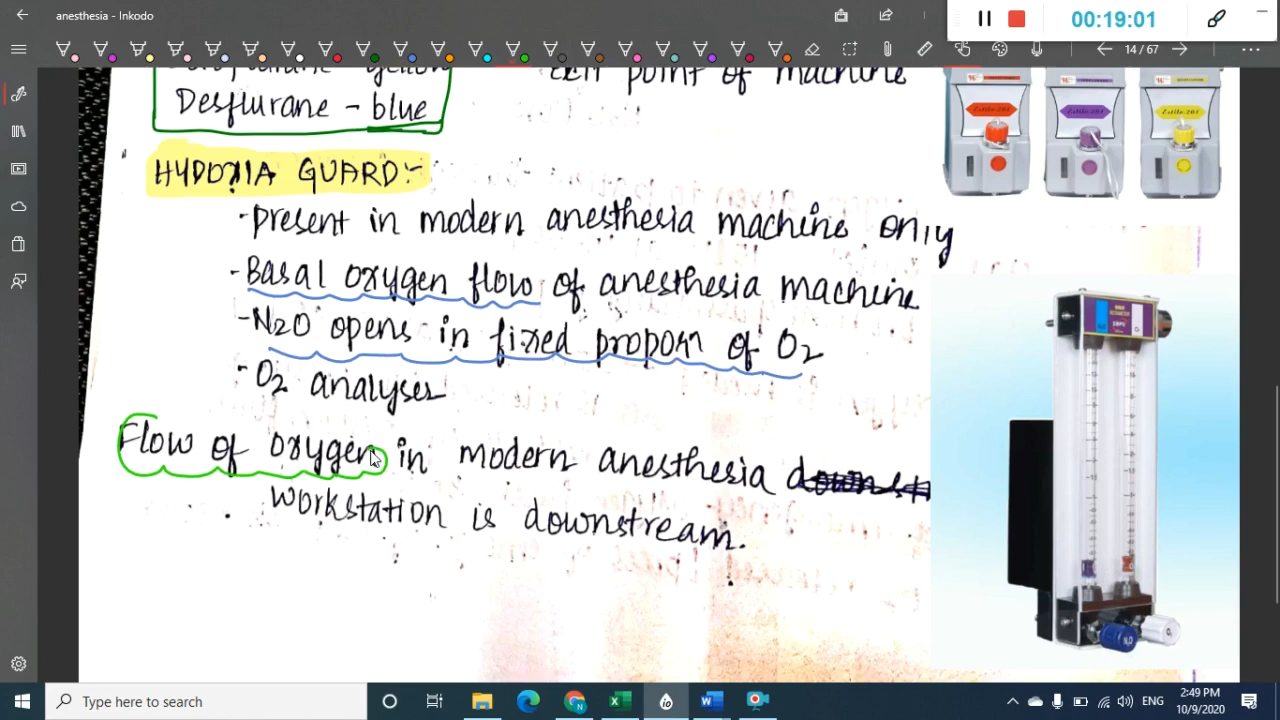 anesthesia - Inkodo
00:19:01
14 / 67
cell point of machine
Desflurane - blue
HYPOXIA GUARD:-
· Present in modern anesthesia machine only
- Basal oxygen flow of anesthesia machine
- N2O opens in fixed proporn of O2
· O2 analyser
Flow of oxygen in modern anesthesia
workstation is downstream.
Type here to search
ENG
2:49 PM
10/9/2020